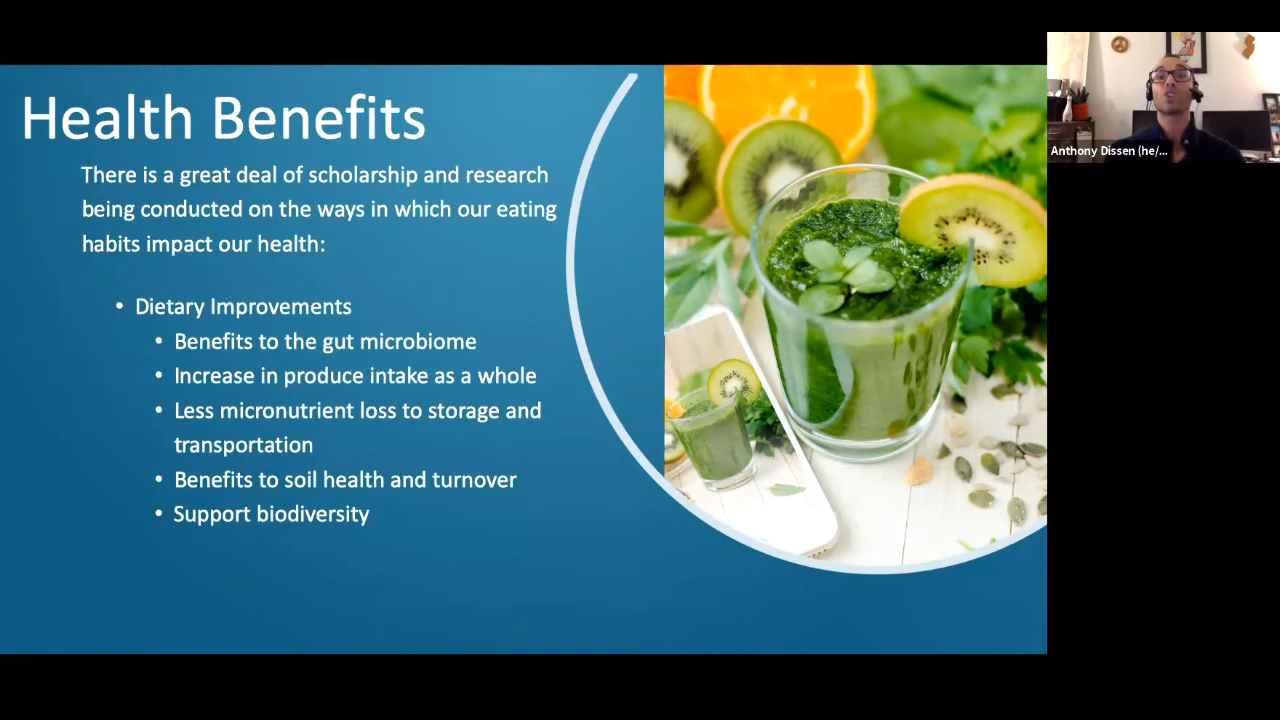 Health Benefits
There is a great deal of scholarship and research
being conducted on the ways in which our eating
habits impact our health:
• Dietary Improvements
• Benefits to the gut microbiome
• Increase in produce intake as a whole
• Less micronutrient loss to storage and
transportation
• Benefits to soil health and turnover
• Support biodiversity
Anthony Dissen (he/...